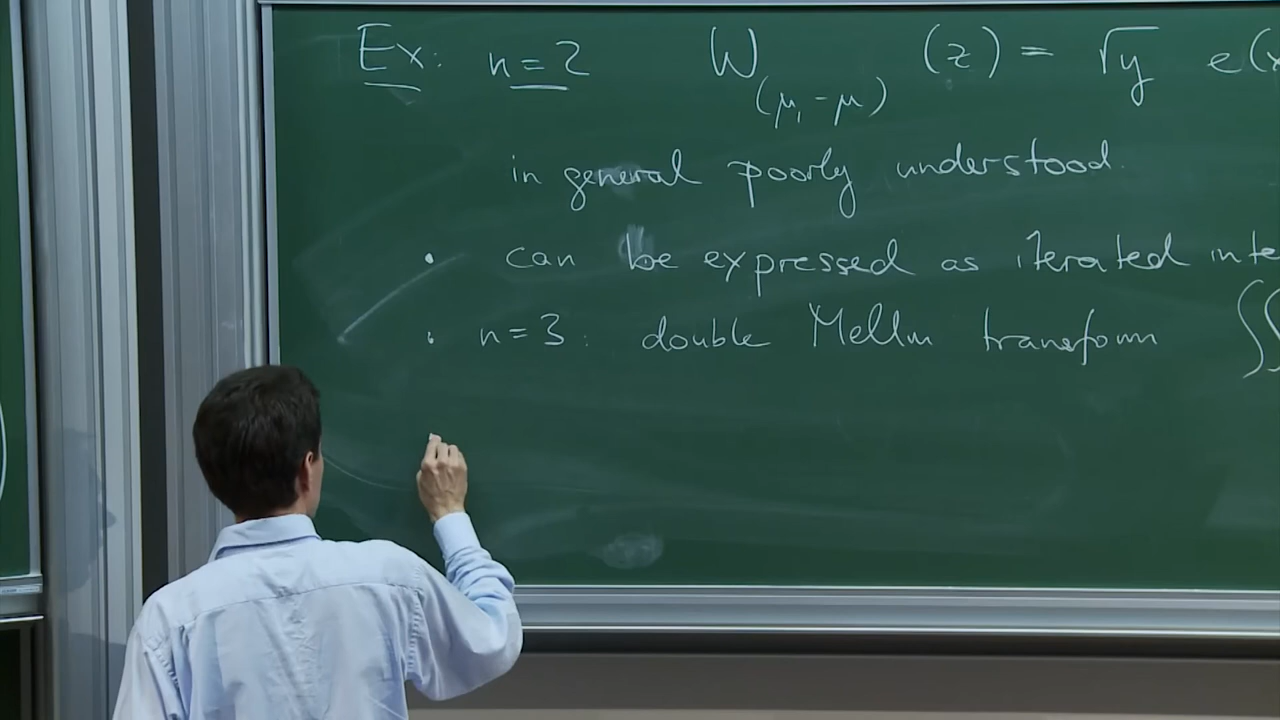 Ex: n=2 W(μ,-μ) (z) = √y e(x
in general poorly understood.
• can be expressed as iterated inte
• n=3: double Mellin transform ∬